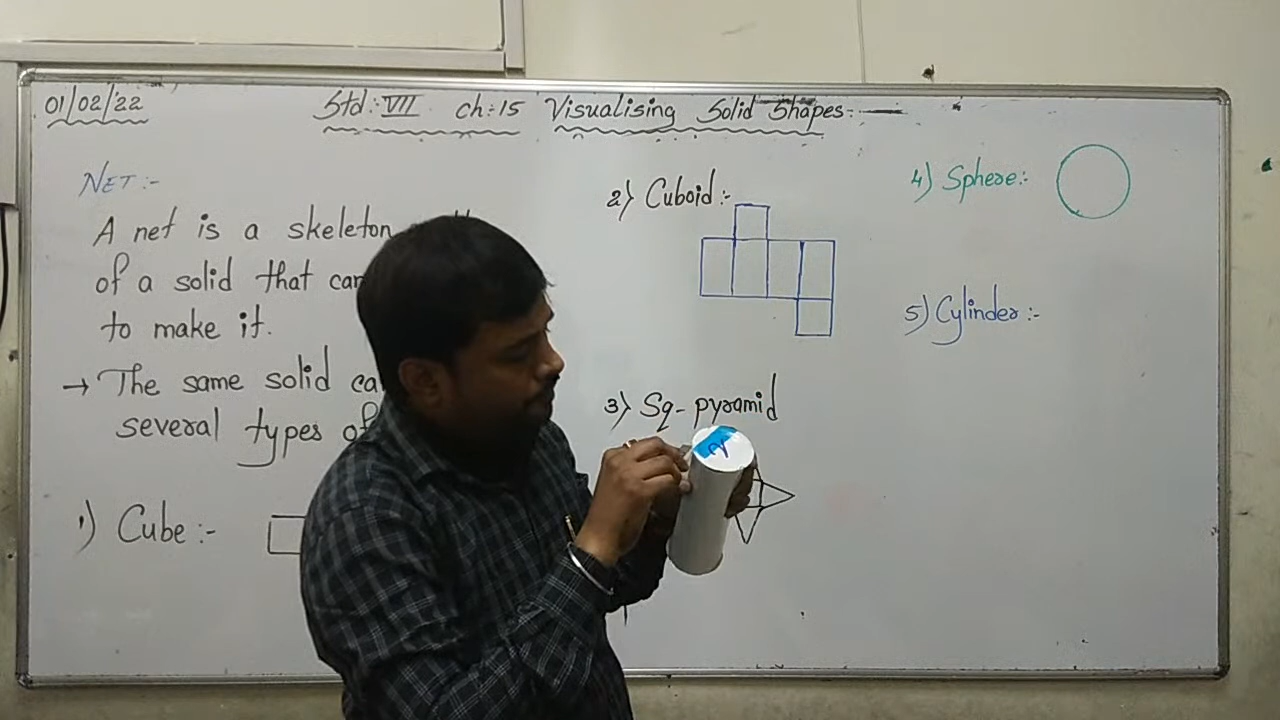 01/02/22
Std: VII ch:15 Visualising Solid Shapes:-
NET:-
A net is a skeleton
of a solid that can
to make it.
→ The same solid ca
several types of
1) Cube:-
2) Cuboid:-
3) Sq-pyramid
4) Sphere:-
5) Cylinder:-